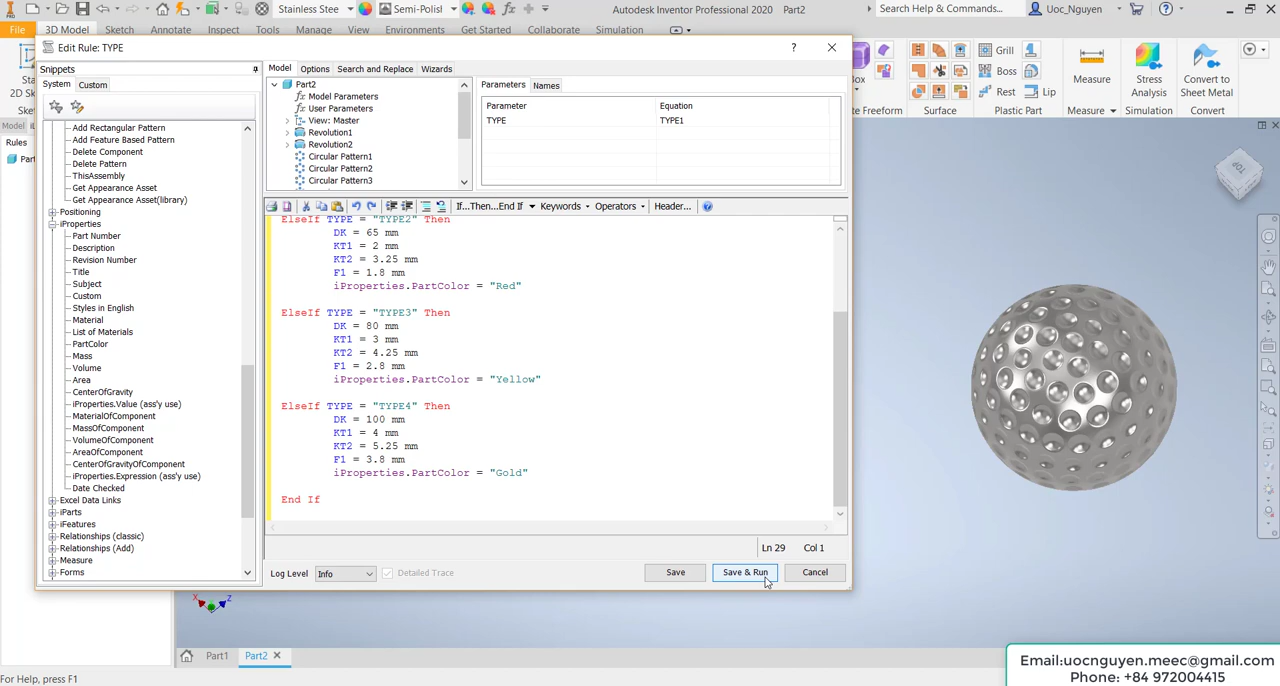 Stainless Stee
Semi-Polisl
Autodesk Inventor Professional 2020 Part2
Search Help & Commands...
Uoc_Nguyen
File
3D Model
Sketch
Annotate
Inspect
Tools
Manage
View
Environments
Get Started
Collaborate
Simulation
Edit Rule: TYPE
Sta
2D Sk
Sket
Box
Grill
Boss
Rest
Lip
Measure
Stress
Analysis
Convert to
Sheet Metal
te Freeform
Surface
Plastic Part
Measure
Simulation
Convert
Model
Rules
Par
Snippets
System
Custom
Add Rectangular Pattern
Add Feature Based Pattern
Delete Component
Delete Pattern
ThisAssembly
Get Appearance Asset
Get Appearance Asset(library)
Positioning
iProperties
Part Number
Description
Revision Number
Title
Subject
Custom
Styles in English
Material
List of Materials
PartColor
Mass
Volume
Area
CenterOfGravity
iProperties.Value (ass'y use)
MaterialOfComponent
MassOfComponent
VolumeOfComponent
AreaOfComponent
CenterOfGravityOfComponent
iProperties.Expression (ass'y use)
Date Checked
Excel Data Links
iParts
iFeatures
Relationships (classic)
Relationships (Add)
Measure
Forms
Model
Options
Search and Replace
Wizards
Part2
Model Parameters
User Parameters
View: Master
Revolution1
Revolution2
Circular Pattern1
Circular Pattern2
Circular Pattern3
Parameters
Names
Parameter
Equation
TYPE
TYPE1
If...Then...End If
Keywords
Operators
Header...
ElseIf TYPE = "TYPE2" Then
DK = 65 mm
KT1 = 2 mm
KT2 = 3.25 mm
F1 = 1.8 mm
iProperties.PartColor = "Red"
ElseIf TYPE = "TYPE3" Then
DK = 80 mm
KT1 = 3 mm
KT2 = 4.25 mm
F1 = 2.8 mm
iProperties.PartColor = "Yellow"
ElseIf TYPE = "TYPE4" Then
DK = 100 mm
KT1 = 4 mm
KT2 = 5.25 mm
F1 = 3.8 mm
iProperties.PartColor = "Gold"
End If
Ln 29
Col 1
Log Level
Info
Detailed Trace
Save
Save & Run
Cancel
TOP
X
Z
Part1
Part2
For Help, press F1
Email:uocnguyen.meec@gmail.com
Phone: +84 972004415